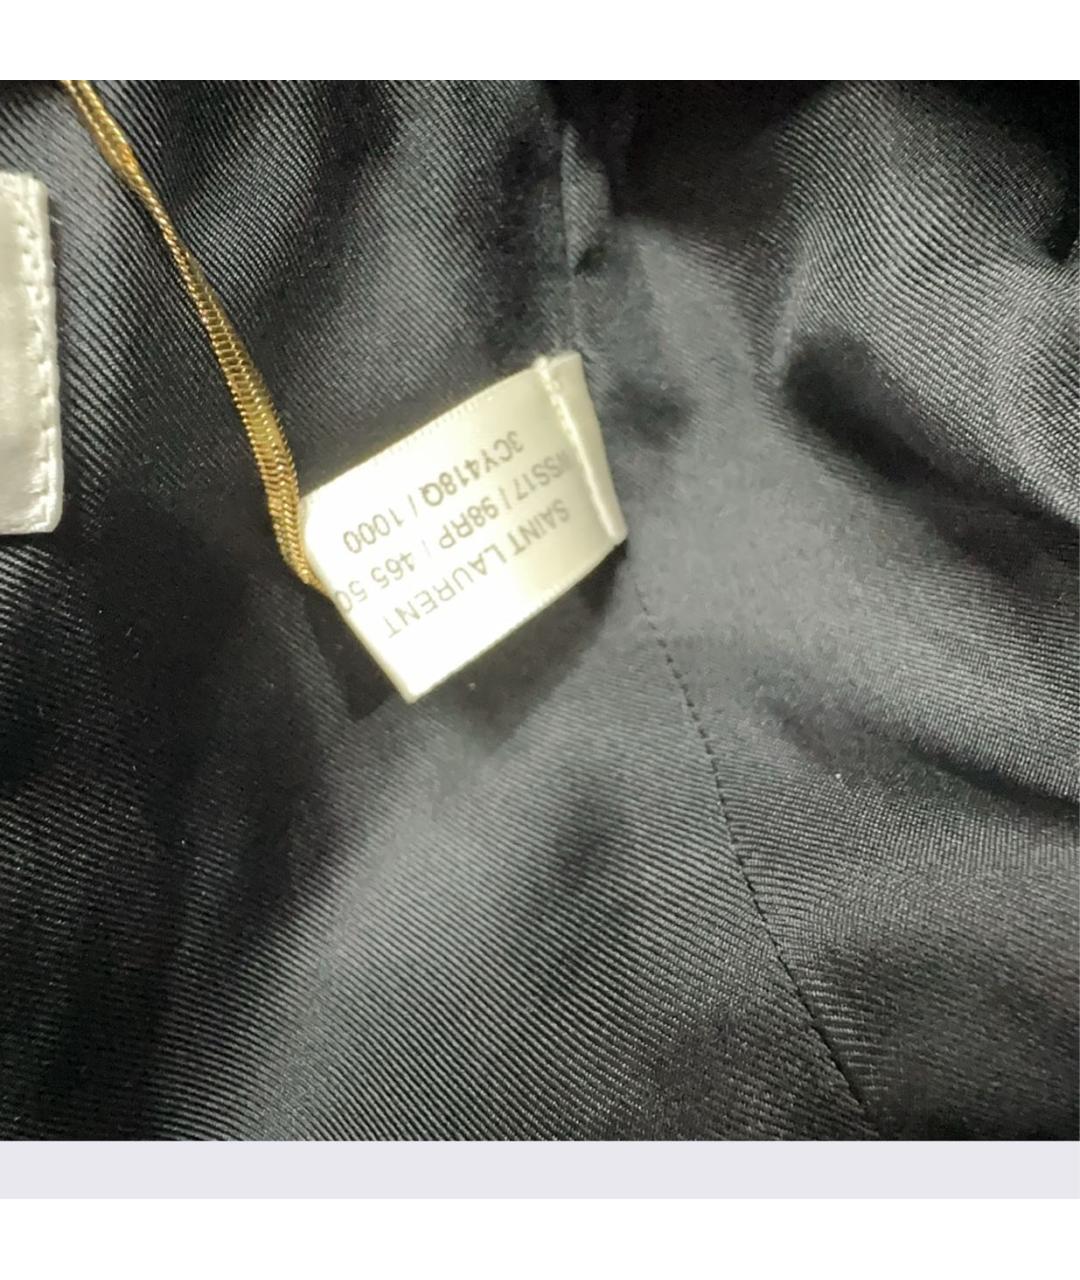 SAINT LAURENT
WSS17 / 98RP / 465 50
3CY418Q / 1000